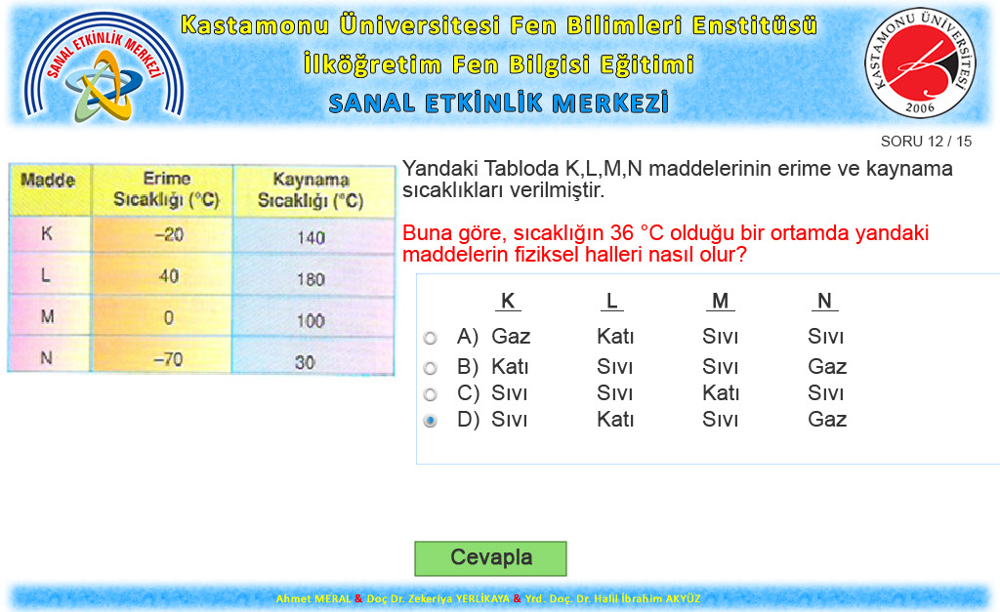 Kastamonu Üniversitesi Fen Bilimleri Enstitüsü
İlköğretim Fen Bilgisi Eğitimi
SANAL ETKİNLİK MERKEZİ
SANAL ETKİNLİK MERKEZİ
KASTAMONU ÜNİVERSİTESİ
2006
SORU 12 / 15
Madde Erime Sıcaklığı (°C) Kaynama Sıcaklığı (°C)
K –20 140
L 40 180
M 0 100
N –70 30
Yandaki Tabloda K,L,M,N maddelerinin erime ve kaynama
sıcaklıkları verilmiştir.
Buna göre, sıcaklığın 36 °C olduğu bir ortamda yandaki
maddelerin fiziksel halleri nasıl olur?
K L M N
A) Gaz Katı Sıvı Sıvı
B) Katı Sıvı Sıvı Gaz
C) Sıvı Sıvı Katı Sıvı
D) Sıvı Katı Sıvı Gaz
Cevapla
Ahmet MERAL & Doç Dr. Zekeriya YERLİKAYA & Yrd. Doç. Dr. Halil İbrahim AKYÜZ